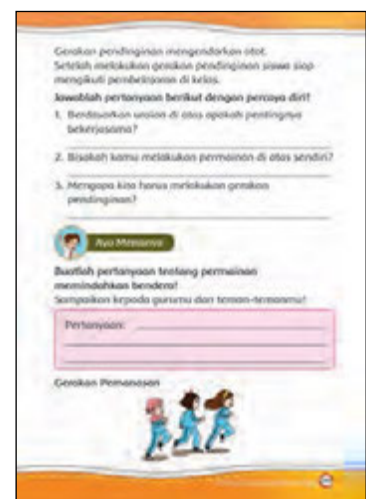 Gerakan pendinginan mengendorkan otot.
Setelah melakukan gerakan pendinginan siswa siap
mengikuti pembelajaran di kelas.
Jawablah pertanyaan berikut dengan percaya diri!
1. Berdasarkan uraian di atas apakah pentingnya
bekerjasama?
2. Bisakah kamu melakukan permainan di atas sendiri?
3. Mengapa kita harus melakukan gerakan
pendinginan?
Ayo Menanya
Buatlah pertanyaan tentang permainan
memindahkan bendera!
Sampaikan kepada gurumu dan teman-temanmu!
Pertanyaan:
Gerakan Pemanasan